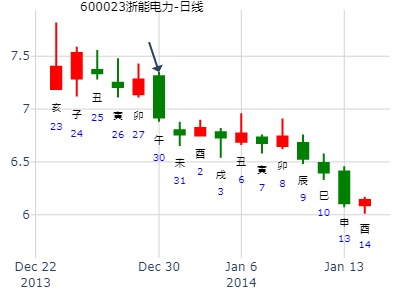 600023浙能电力-日线
7.5
7
6.5
6
亥
23
子
24
丑
25
寅
26
卯
27
午
30
未
31
酉
2
戌
3
丑
6
寅
7
卯
8
辰
9
巳
10
申
13
酉
14
Dec 22
2013
Dec 30
Jan 6
2014
Jan 13